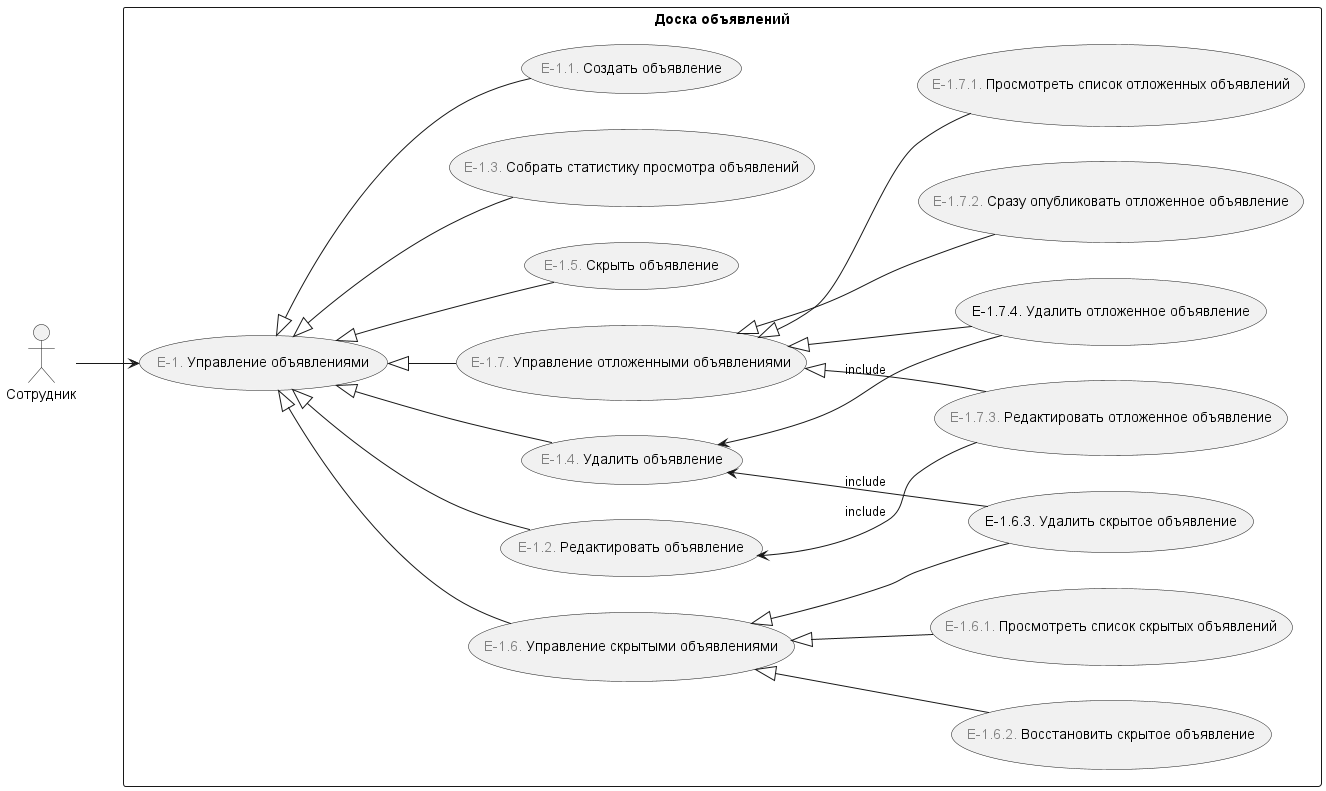 Доска объявлений
E-1.1. Создать объявление
E-1.7.1. Просмотреть список отложенных объявлений
E-1.3. Собрать статистику просмотра объявлений
E-1.7.2. Сразу опубликовать отложенное объявление
E-1.5. Скрыть объявление
E-1.7.4. Удалить отложенное объявление
E-1. Управление объявлениями
E-1.7. Управление отложенными объявлениями
include
Сотрудник
E-1.7.3. Редактировать отложенное объявление
E-1.4. Удалить объявление
include
include
E-1.6.3. Удалить скрытое объявление
E-1.2. Редактировать объявление
E-1.6.1. Просмотреть список скрытых объявлений
E-1.6. Управление скрытыми объявлениями
E-1.6.2. Восстановить скрытое объявление